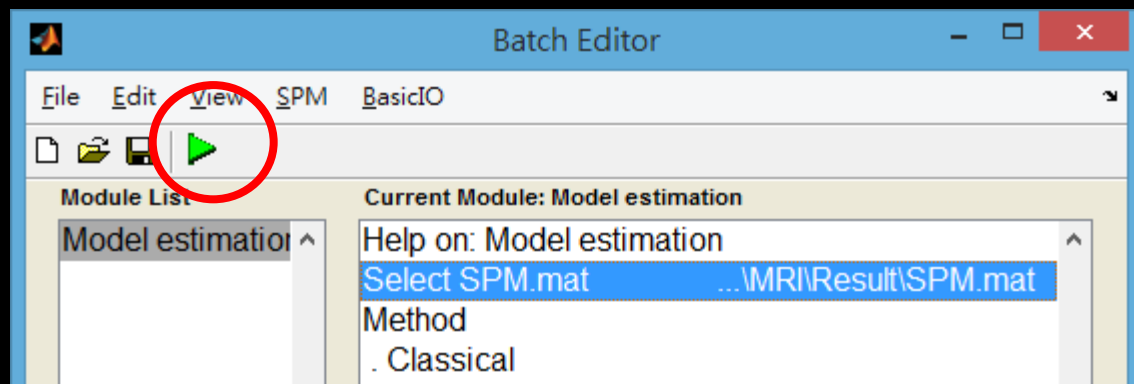 Batch Editor
File Edit View SPM BasicIO
Module List Current Module: Model estimation
Model estimation Help on: Model estimation
Select SPM.mat ...\MRI\Result\SPM.mat
Method
. Classical